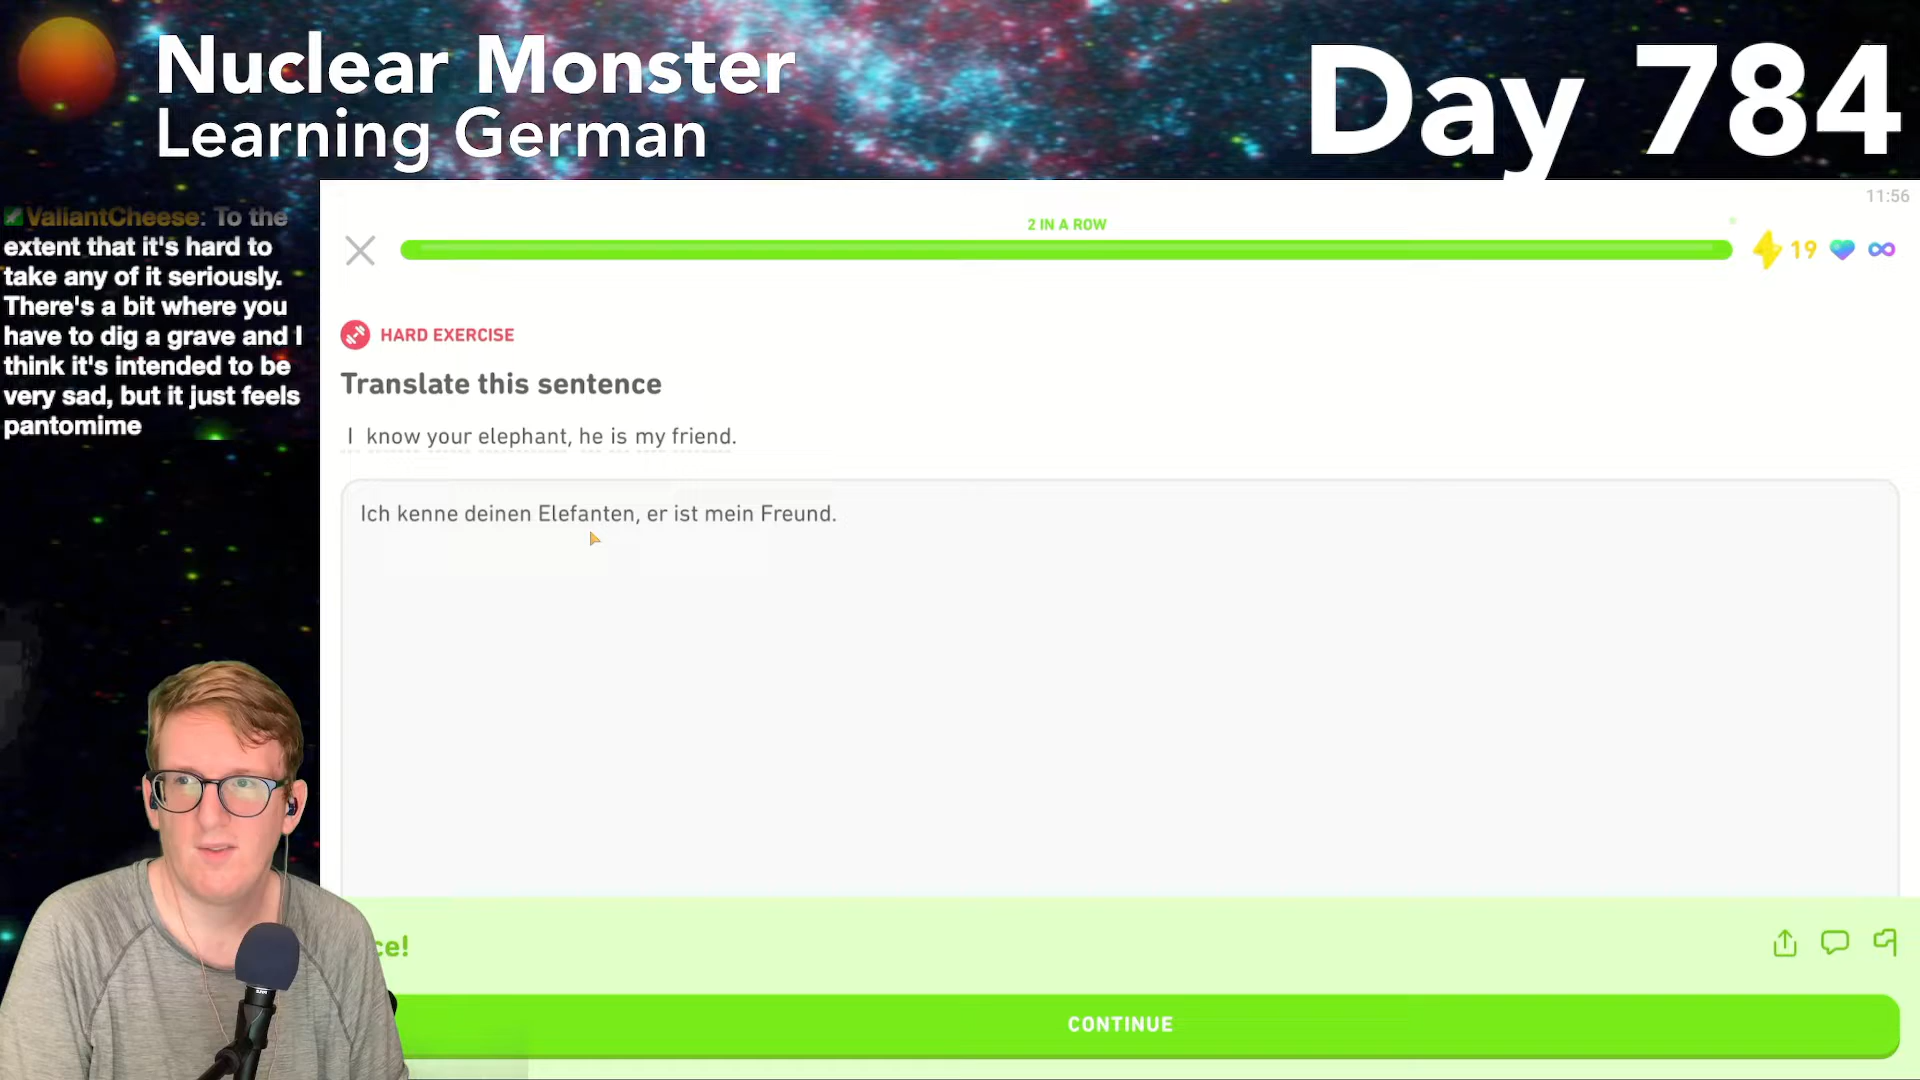 Nuclear Monster
Learning German
Day 784
ValiantCheese: To the
extent that it's hard to
take any of it seriously.
There's a bit where you
have to dig a grave and I
think it's intended to be
very sad, but it just feels
pantomime
11:56
2 IN A ROW
19
HARD EXERCISE
Translate this sentence
I know your elephant, he is my friend.
Ich kenne deinen Elefanten, er ist mein Freund.
ce!
CONTINUE